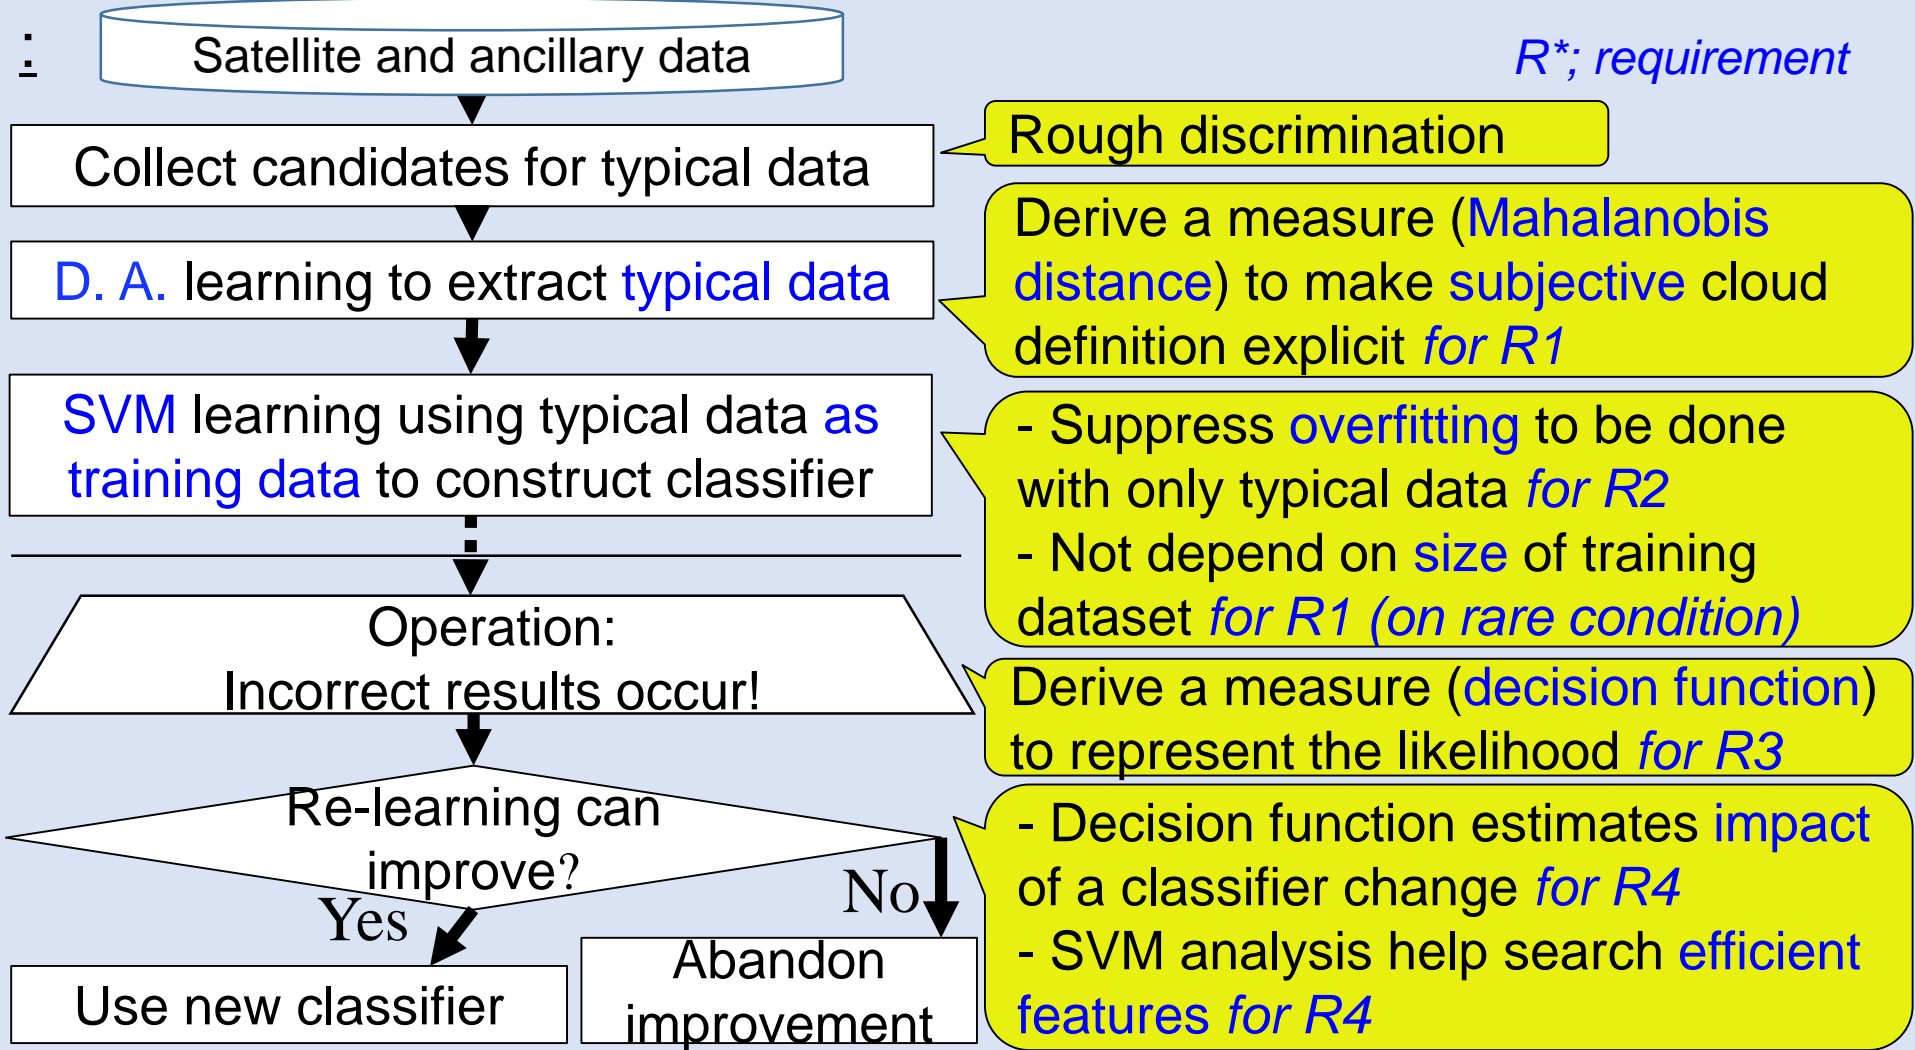 :
Satellite and ancillary data
R*; requirement
Collect candidates for typical data
Rough discrimination
D. A. learning to extract typical data
Derive a measure (Mahalanobis
distance) to make subjective cloud
definition explicit for R1
SVM learning using typical data as
training data to construct classifier
- Suppress overfitting to be done
with only typical data for R2
- Not depend on size of training
dataset for R1 (on rare condition)
Operation:
Incorrect results occur!
Derive a measure (decision function)
to represent the likelihood for R3
Re-learning can
improve?
Yes
No
- Decision function estimates impact
of a classifier change for R4
- SVM analysis help search efficient
features for R4
Use new classifier
Abandon
improvement